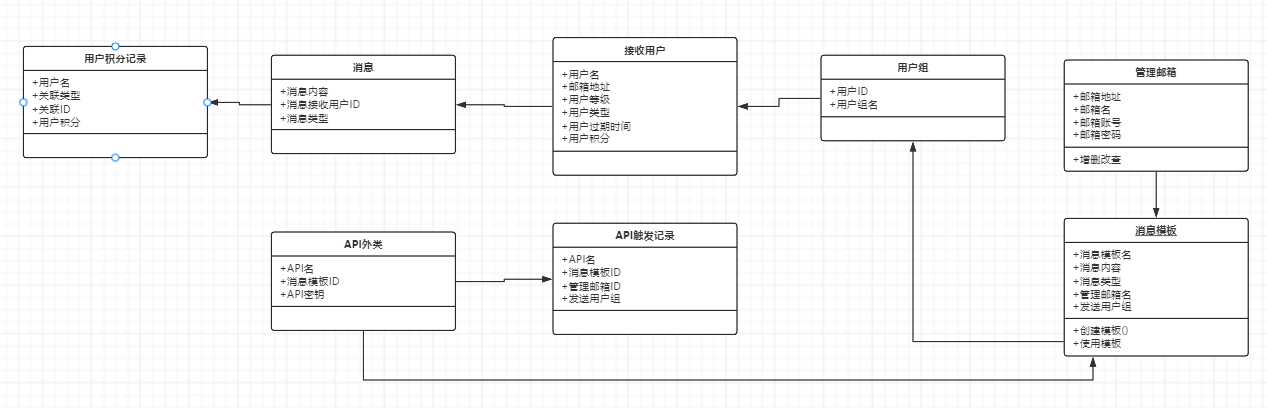 用户积分记录
+用户名
+关联类型
+关联ID
+用户积分
消息
+消息内容
+消息接收用户ID
+消息类型
接收用户
+用户名
+邮箱地址
+用户等级
+用户类型
+用户过期时间
+用户积分
用户组
+用户ID
+用户组名
管理邮箱
+邮箱地址
+邮箱名
+邮箱账号
+邮箱密码
+增删改查
API外类
+API名
+消息模板ID
+API密钥
API触发记录
+API名
+消息模板ID
+管理邮箱ID
+发送用户组
消息模板
+消息模板名
+消息内容
+消息类型
+管理邮箱名
+发送用户组
+创建模板()
+使用模板